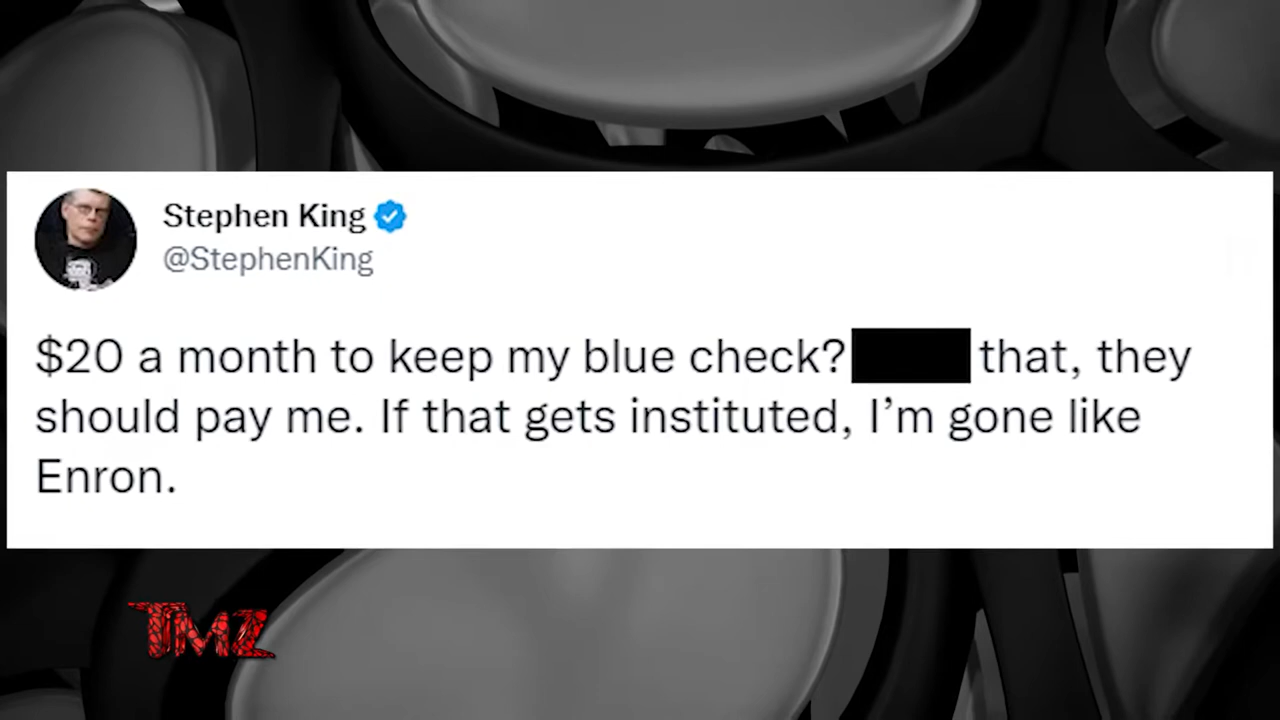 Stephen King
@StephenKing
$20 a month to keep my blue check? that, they
should pay me. If that gets instituted, I’m gone like
Enron.
TMZ